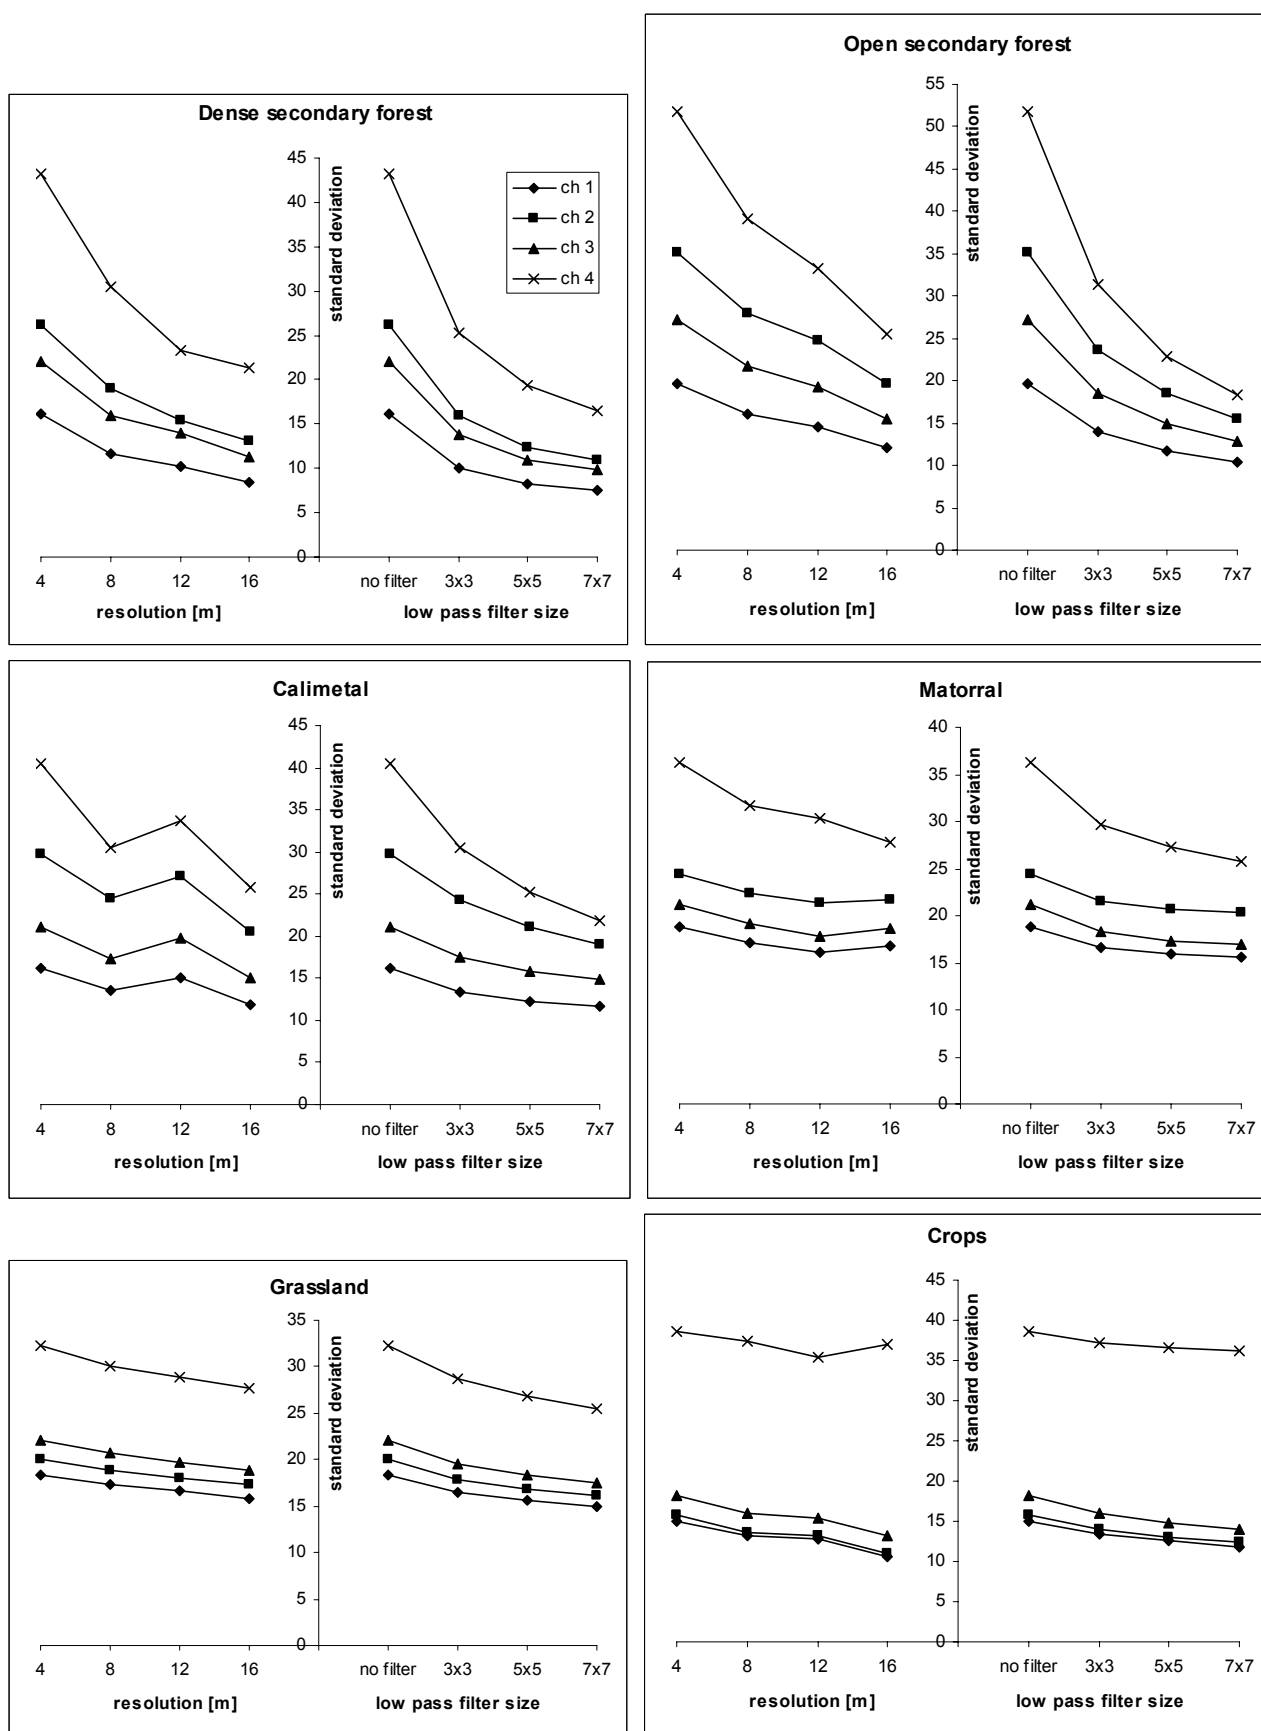 Dense secondary forest
45
40
35
30
25
20
15
10
5
0
standard deviation
ch 1
ch 2
ch 3
ch 4
4 8 12 16 no filter 3x3 5x5 7x7
resolution [m] low pass filter size
Open secondary forest
55
50
45
40
35
30
25
20
15
10
5
0
standard deviation
4 8 12 16 no filter 3x3 5x5 7x7
resolution [m] low pass filter size
Calimetal
45
40
35
30
25
20
15
10
5
0
standard deviation
4 8 12 16 no filter 3x3 5x5 7x7
resolution [m] low pass filter size
Matorral
40
35
30
25
20
15
10
5
0
standard deviation
4 8 12 16 no filter 3x3 5x5 7x7
resolution [m] low pass filter size
Grassland
35
30
25
20
15
10
5
0
standard deviation
4 8 12 16 no filter 3x3 5x5 7x7
resolution [m] low pass filter size
Crops
45
40
35
30
25
20
15
10
5
0
standard deviation
4 8 12 16 no filter 3x3 5x5 7x7
resolution [m] low pass filter size